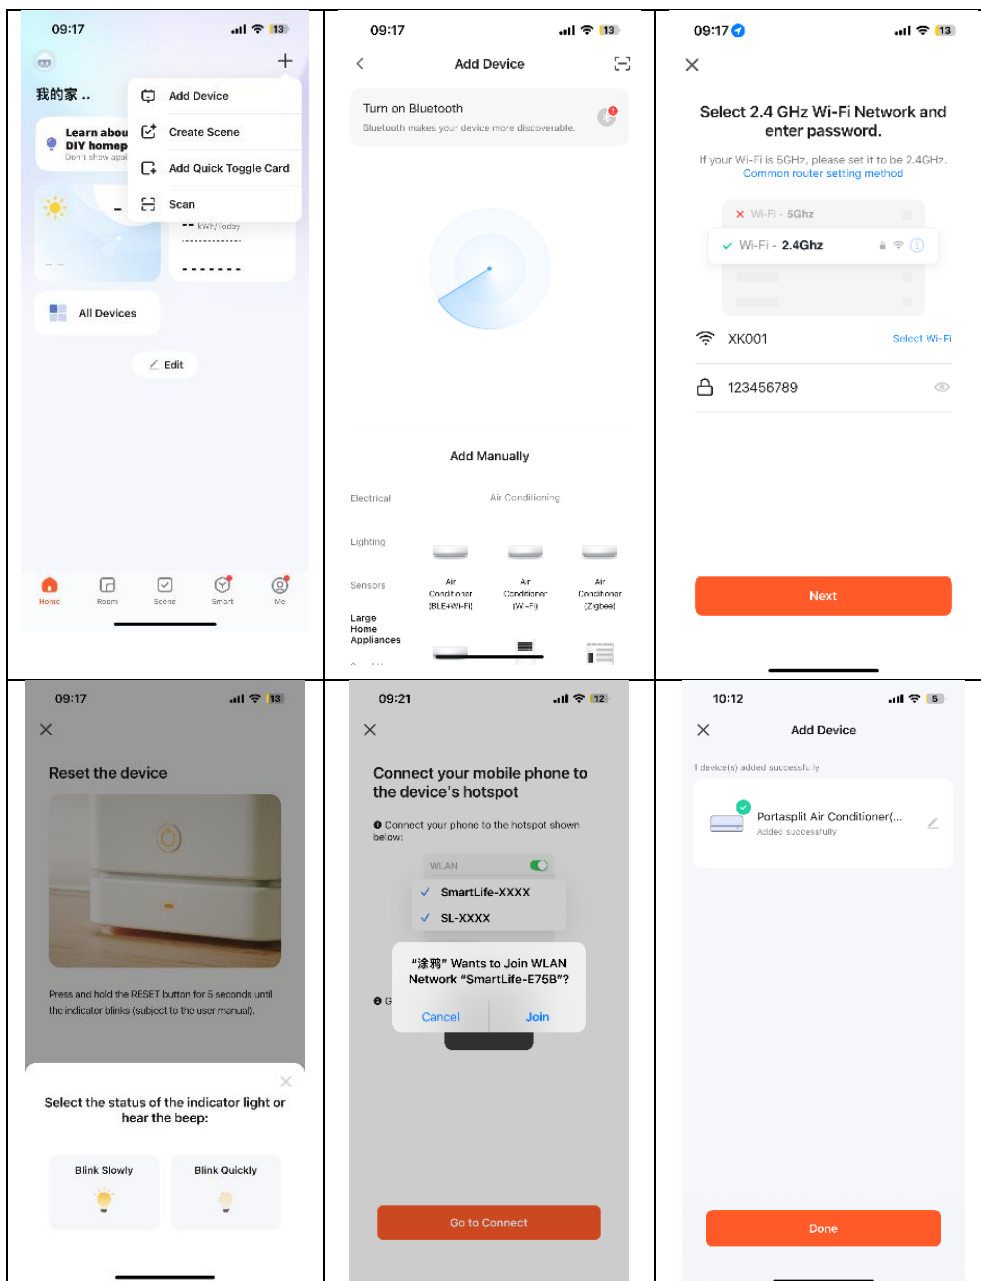 09:17
13
我的家 ..
Add Device
Create Scene
Add Quick Toggle Card
Scan
Learn abou
DIY homep
Don't show agai
kWh/Today
All Devices
Edit
Home
Room
Scene
Smart
Me
09:17
13
Add Device
Turn on Bluetooth
Bluetooth makes your device more discoverable.
Add Manually
Electrical
Air Conditioning
Lighting
Sensors
Large
Home
Appliances
Air
Conditioner
(BLE+Wi-Fi)
Air
Conditioner
(Wi-Fi)
Air
Conditioner
(Zigbee)
09:17
13
Select 2.4 GHz Wi-Fi Network and
enter password.
If your Wi-Fi is 5GHz, please set it to be 2.4GHz.
Common router setting method
Wi-Fi - 5Ghz
Wi-Fi - 2.4Ghz
XK001
Select Wi-Fi
123456789
Next
09:17
13
Reset the device
Press and hold the RESET button for 5 seconds until
the indicator blinks (subject to the user manual).
Select the status of the indicator light or
hear the beep:
Blink Slowly
Blink Quickly
09:21
12
Connect your mobile phone to
the device's hotspot
❶ Connect your phone to the hotspot shown
below:
WLAN
SmartLife-XXXX
SL-XXXX
"涂鸦" Wants to Join WLAN
Network "SmartLife-E75B"?
❷ G
Cancel
Join
Go to Connect
10:12
5
Add Device
1 device(s) added successfully
Portasplit Air Conditioner(...
Added successfully
Done